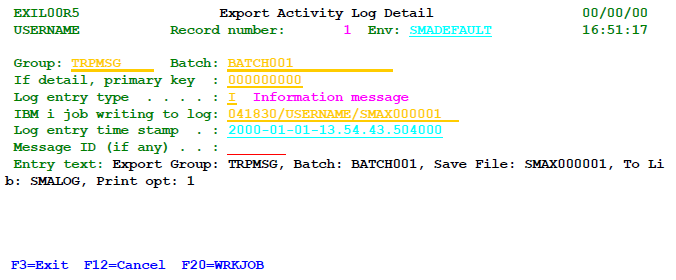 EXIL00R5 Export Activity Log Detail 00/00/00
USERNAME Record number: 1 Env: SMADEFAULT 16:51:17
Group: TRPMSG Batch: BATCH001
If detail, primary key : 000000000
Log entry type . . . . : I Information message
IBM i job writing to log: 041830/USERNAME/SMAX000001
Log entry time stamp . : 2000-01-01-13.54.43.504000
Message ID (if any) . . :
Entry text: Export Group: TRPMSG, Batch: BATCH001, Save File: SMAX000001, To Li
b: SMALOG, Print opt: 1
F3=Exit F12=Cancel F20=WRKJOB